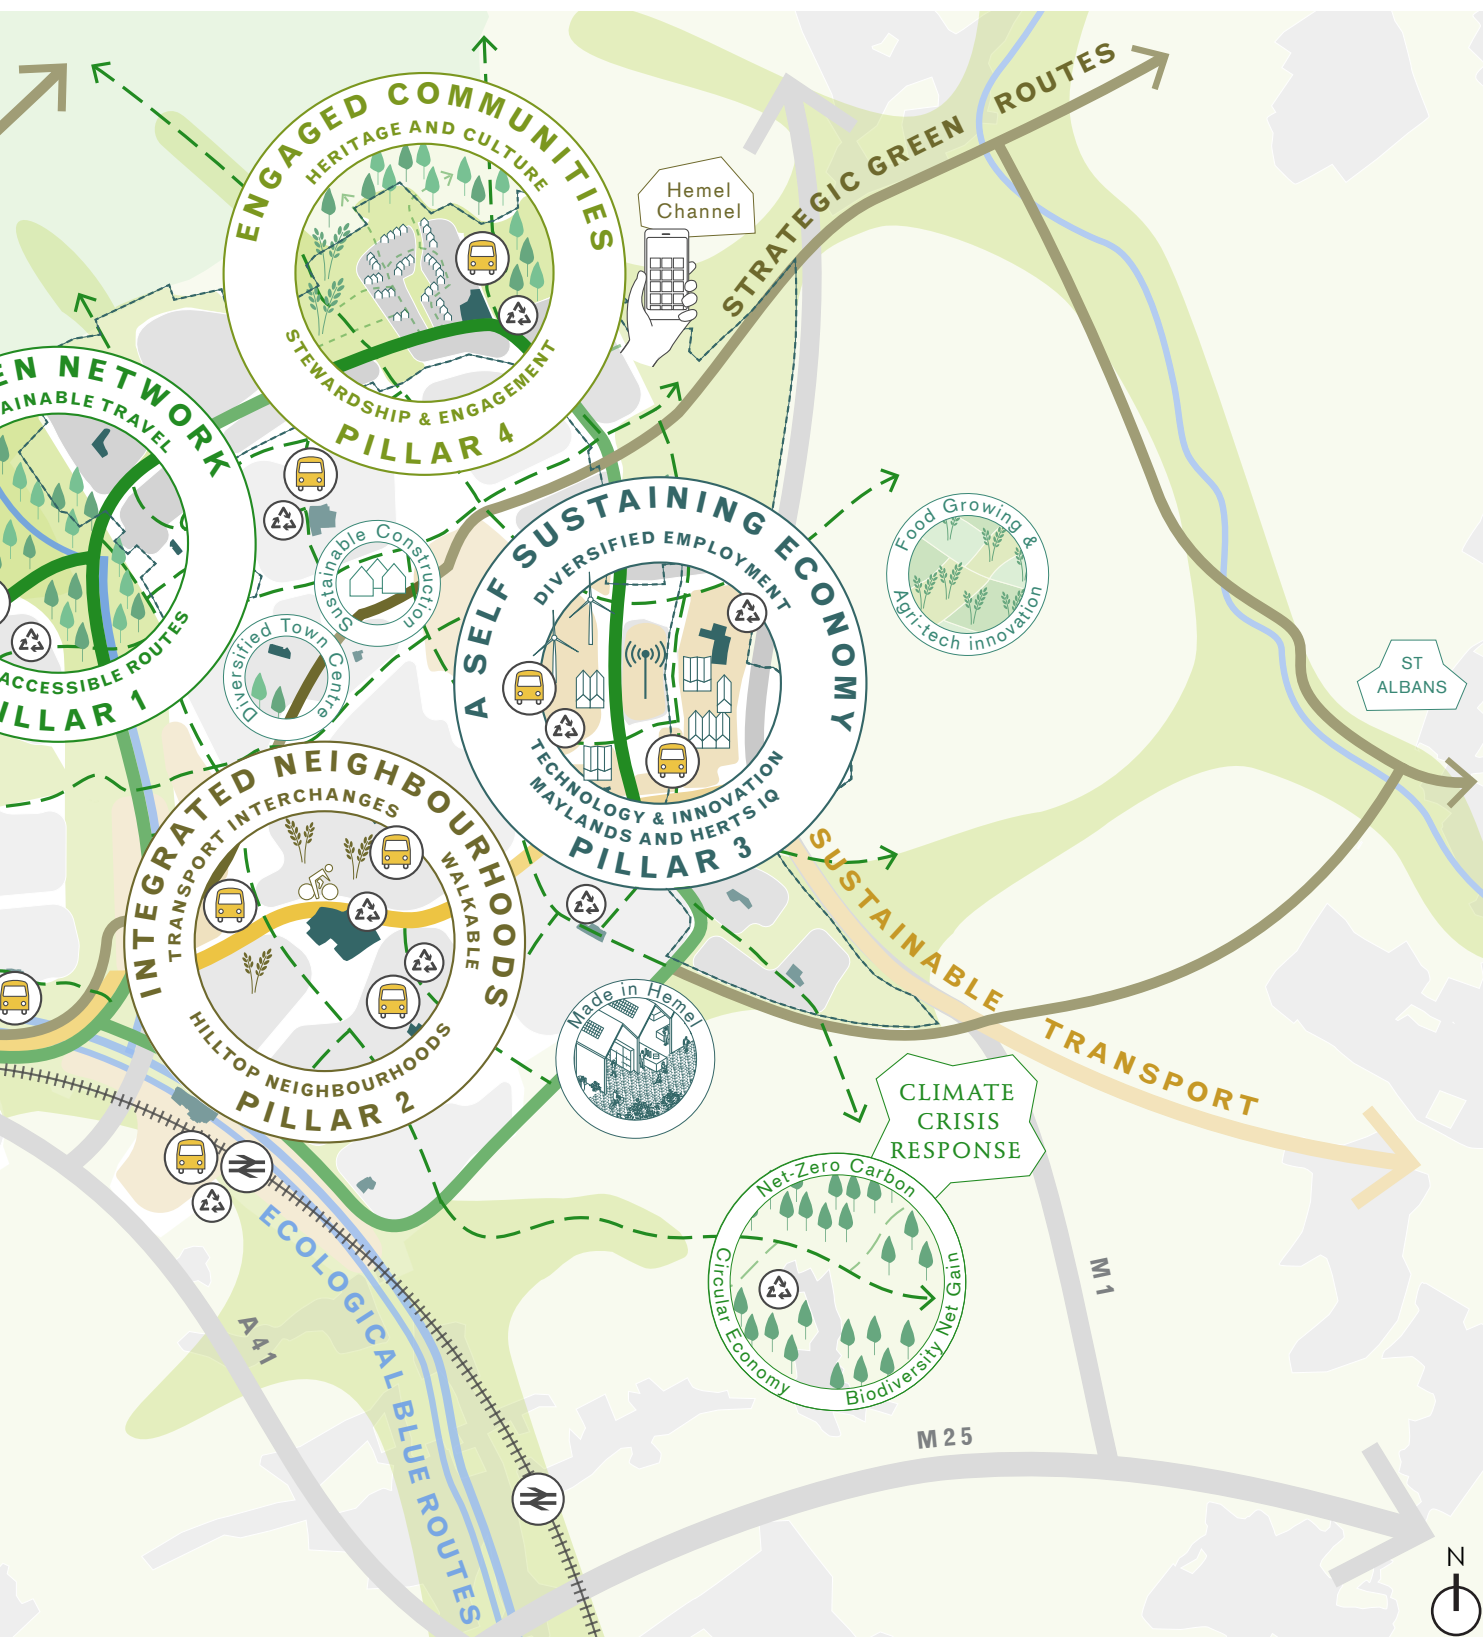 ENGAGED COMMUNITIES
HERITAGE AND CULTURE
STEWARDSHIP & ENGAGEMENT
PILLAR 4
Hemel
Channel
STRATEGIC GREEN ROUTES
EN NETWORK
AINABLE TRAVEL
ACCESSIBLE ROUTES
ILLAR 1
Sustainable Construction
Diversified Town Centre
A SELF SUSTAINING ECONOMY
DIVERSIFIED EMPLOYMENT
TECHNOLOGY & INNOVATION
MAYLANDS AND HERTS IQ
PILLAR 3
Food Growing &
Agri-tech innovation
ST
ALBANS
INTEGRATED NEIGHBOURHOODS
TRANSPORT INTERCHANGES
WALKABLE
HILLTOP NEIGHBOURHOODS
PILLAR 2
SUSTAINABLE TRANSPORT
Made in Hemel
CLIMATE
CRISIS
RESPONSE
Net-Zero Carbon
Circular Economy
Biodiversity Net Gain
ECOLOGICAL BLUE ROUTES
A41
M1
M25
N